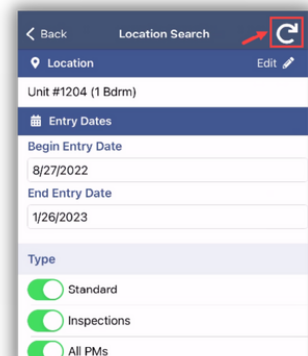 Back Location Search
Location Edit
Unit #1204 (1 Bdrm)
Entry Dates
Begin Entry Date
8/27/2022
End Entry Date
1/26/2023
Type
Standard
Inspections
All PMs